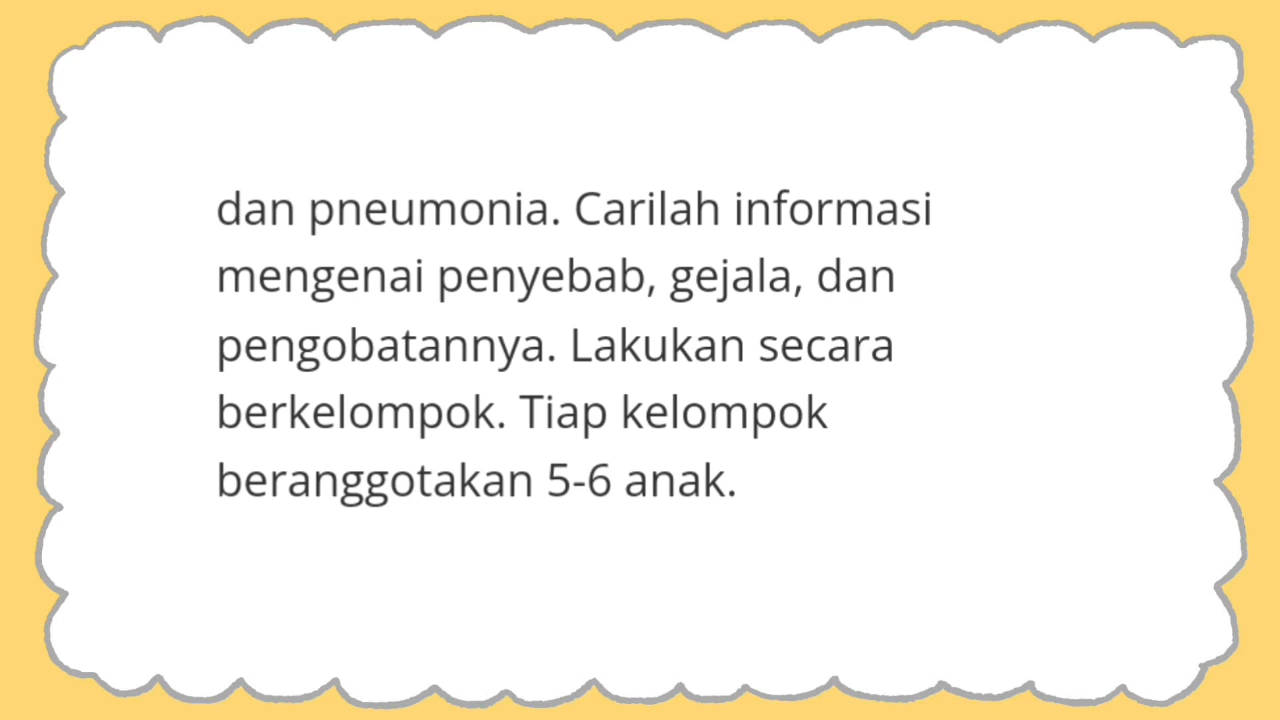 dan pneumonia. Carilah informasi
mengenai penyebab, gejala, dan
pengobatannya. Lakukan secara
berkelompok. Tiap kelompok
beranggotakan 5-6 anak.